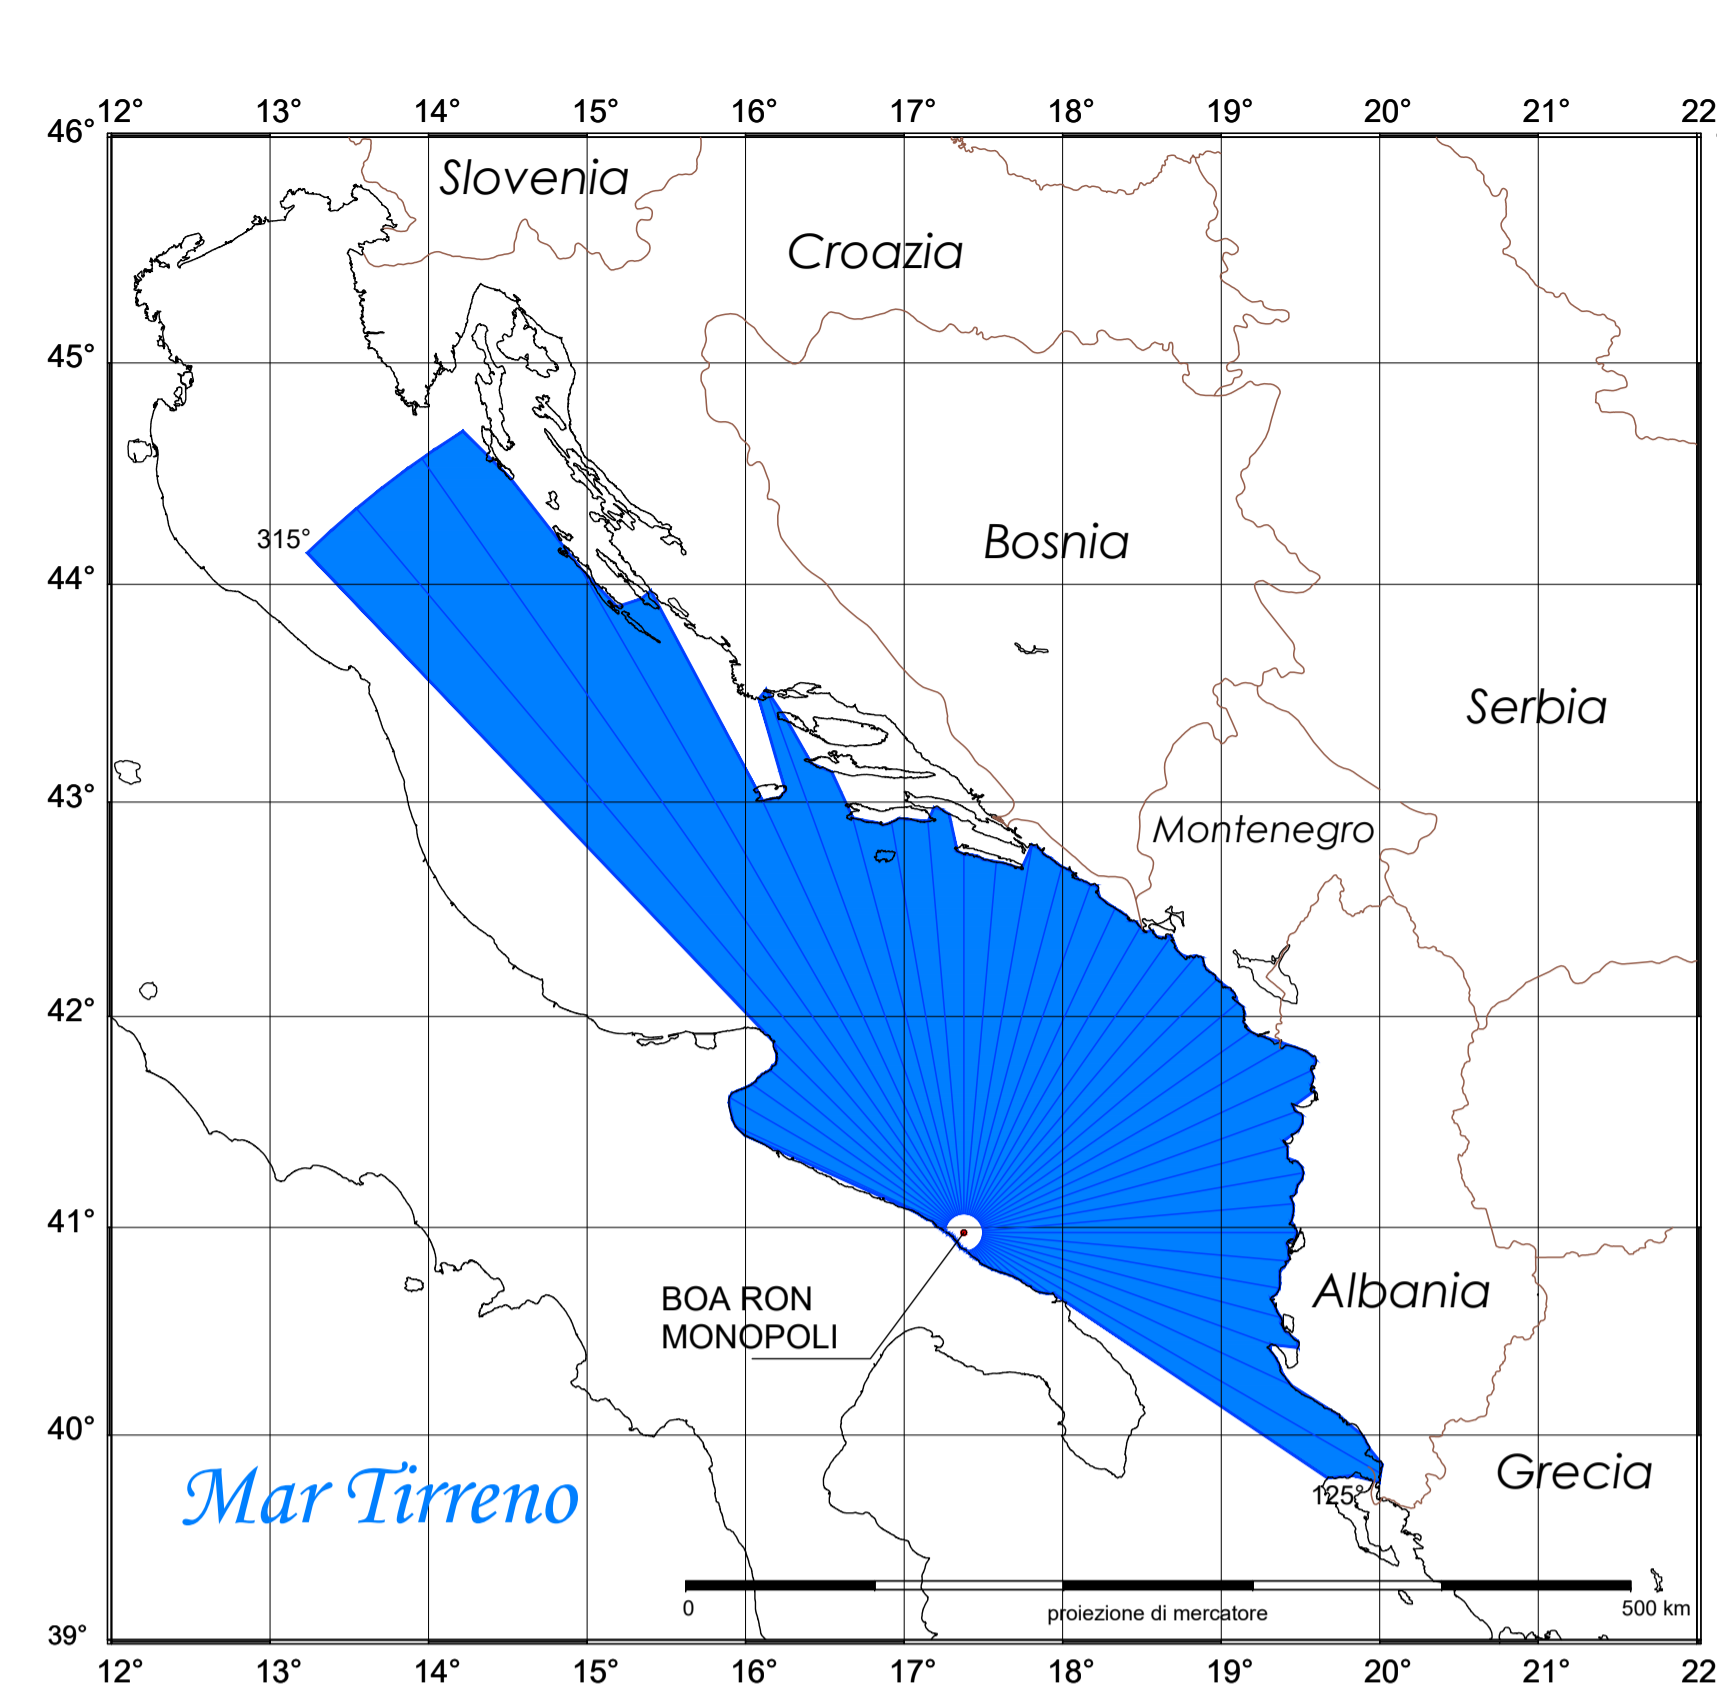 12° 13° 14° 15° 16° 17° 18° 19° 20° 21° 22
46°
Slovenia
Croazia
45°
Bosnia
315°
44°
Serbia
43°
Montenegro
42°
41°
Albania
BOA RON
MONOPOLI
40°
Grecia
Mar Tirreno
125°
0 proiezione di mercatore 500 km
39°
12° 13° 14° 15° 16° 17° 18° 19° 20° 21° 22°